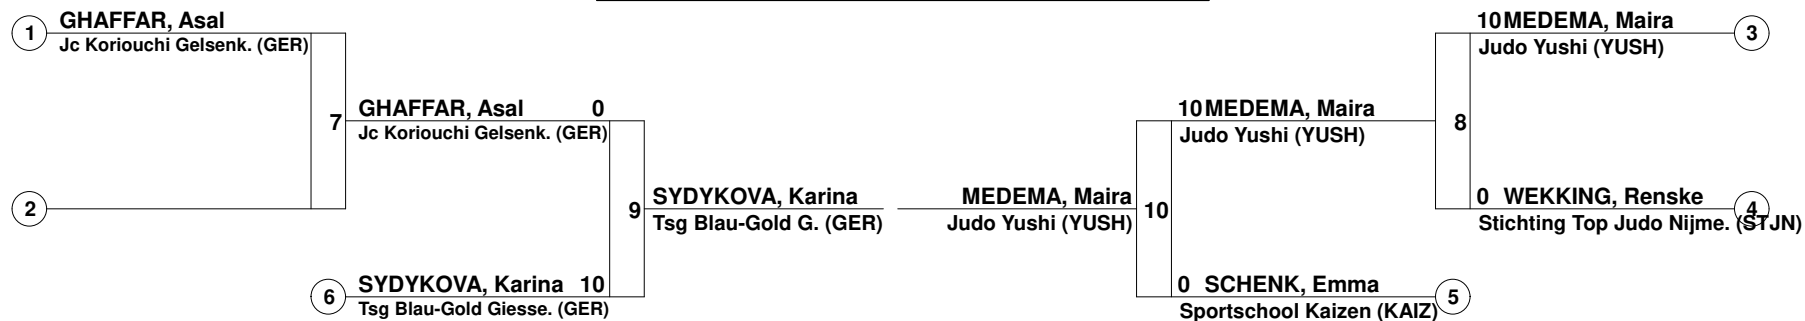 GHAFFAR, Asal
1
Jc Koriouchi Gelsenk. (GER)
10 MEDEMA, Maira
3
Judo Yushi (YUSH)
7
GHAFFAR, Asal 0
Jc Koriouchi Gelsenk. (GER)
10 MEDEMA, Maira
Judo Yushi (YUSH)
8
2
9
SYDYKOVA, Karina
Tsg Blau-Gold G. (GER)
MEDEMA, Maira
Judo Yushi (YUSH)
10
0 WEKKING, Renske
4
Stichting Top Judo Nijme. (STJN)
6
SYDYKOVA, Karina 10
Tsg Blau-Gold Giesse. (GER)
0 SCHENK, Emma
Sportschool Kaizen (KAIZ)
5